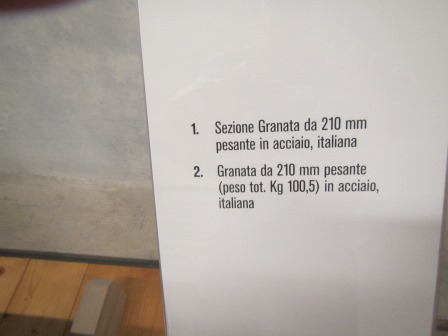 1. Sezione Granata da 210 mm
pesante in acciaio, italiana
2. Granata da 210 mm pesante
(peso tot. Kg 100,5) in acciaio,
italiana